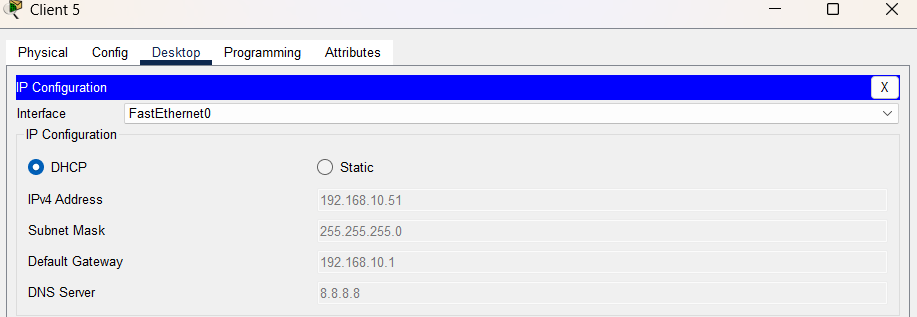 Client 5
Physical Config Desktop Programming Attributes
IP Configuration X
Interface FastEthernet0
IP Configuration
DHCP Static
IPv4 Address 192.168.10.51
Subnet Mask 255.255.255.0
Default Gateway 192.168.10.1
DNS Server 8.8.8.8